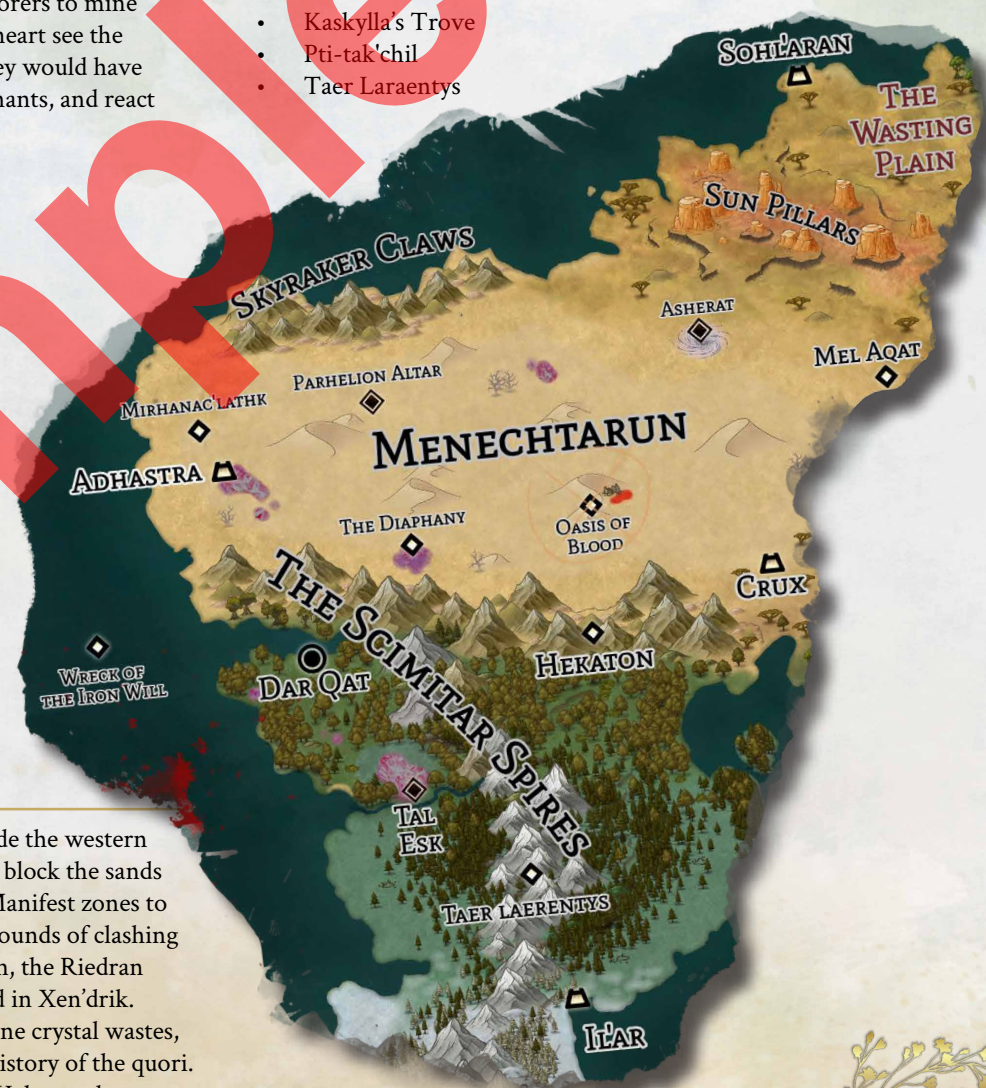 orers to mine
heart see the
ey would have
nants, and react
• Kaskylla's Trove
• Pti-tak'chil
• Taer Laraentys
Sohl'aran
The
Wasting
Plain
Sun Pillars
Skyraker Claws
Asherat
Mel Aqat
Parhelion Altar
Mirhanac'lathk
Menechtarun
Adhastra
The Diaphany
Oasis of
Blood
Crux
The Scimitar Spires
Hekaton
Wreck of
the Iron Will
Dar Qat
Tal
Esk
Taer Laerentys
Il'ar
de the western
block the sands
Manifest zones to
ounds of clashing
n, the Riedran
d in Xen'drik.
ne crystal wastes,
istory of the quori.
mple